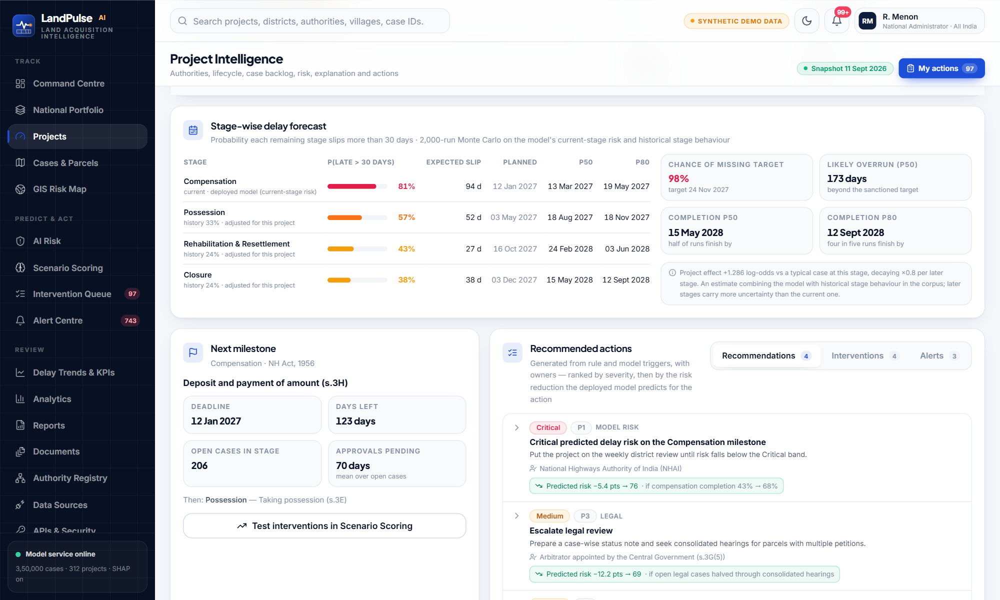 LandPulse AI
LAND ACQUISITION
INTELLIGENCE
TRACK
Command Centre
National Portfolio
Projects
Cases & Parcels
GIS Risk Map
PREDICT & ACT
AI Risk
Scenario Scoring
Intervention Queue 97
Alert Centre 743
REVIEW
Delay Trends & KPIs
Analytics
Reports
Documents
Authority Registry
Data Sources
APIs & Security
Model service online
3,50,000 cases · 312 projects · SHAP
on
Search projects, districts, authorities, villages, case IDs..
SYNTHETIC DEMO DATA
99+
RM
R. Menon
National Administrator · All India
Project Intelligence
Authorities, lifecycle, case backlog, risk, explanation and actions
Snapshot 11 Sept 2026
My actions 97
Stage-wise delay forecast
Probability each remaining stage slips more than 30 days · 2,000-run Monte Carlo on the model's current-stage risk and historical stage behaviour
STAGE P(LATE > 30 DAYS) EXPECTED SLIP PLANNED P50 P80
Compensation
current · deployed model (current-stage risk)
81% 94 d 12 Jan 2027 13 Mar 2027 19 May 2027
Possession
history 33% · adjusted for this project
57% 52 d 03 May 2027 18 Aug 2027 18 Nov 2027
Rehabilitation & Resettlement
history 24% · adjusted for this project
43% 27 d 16 Oct 2027 24 Feb 2028 03 Jun 2028
Closure
history 24% · adjusted for this project
38% 38 d 03 Dec 2027 15 May 2028 12 Sept 2028
CHANCE OF MISSING TARGET
98%
target 24 Nov 2027
LIKELY OVERRUN (P50)
173 days
beyond the sanctioned target
COMPLETION P50
15 May 2028
half of runs finish by
COMPLETION P80
12 Sept 2028
four in five runs finish by
Project effect +1.286 log-odds vs a typical case at this stage, decaying ×0.8 per later
stage. An estimate combining the model with historical stage behaviour in the corpus; later
stages carry more uncertainty than the current one.
Next milestone
Compensation · NH Act, 1956
Deposit and payment of amount (s.3H)
DEADLINE
12 Jan 2027
DAYS LEFT
123 days
OPEN CASES IN STAGE
206
APPROVALS PENDING
70 days
mean over open cases
Then: Possession — Taking possession (s.3E)
Test interventions in Scenario Scoring
Recommended actions
Generated from rule and model triggers, with
owners — ranked by severity, then by the risk
reduction the deployed model predicts for the
action
Recommendations 4
Interventions 4
Alerts 3
Critical P1 MODEL RISK
Critical predicted delay risk on the Compensation milestone
Put the project on the weekly district review until risk falls below the Critical band.
National Highways Authority of India (NHAI)
Predicted risk −5.4 pts → 76 · if compensation completion 43% → 68%
Medium P3 LEGAL
Escalate legal review
Prepare a case-wise status note and seek consolidated hearings for parcels with multiple petitions.
Arbitrator appointed by the Central Government (s.3G(5))
Predicted risk −12.2 pts → 69 · if open legal cases halved through consolidated hearings